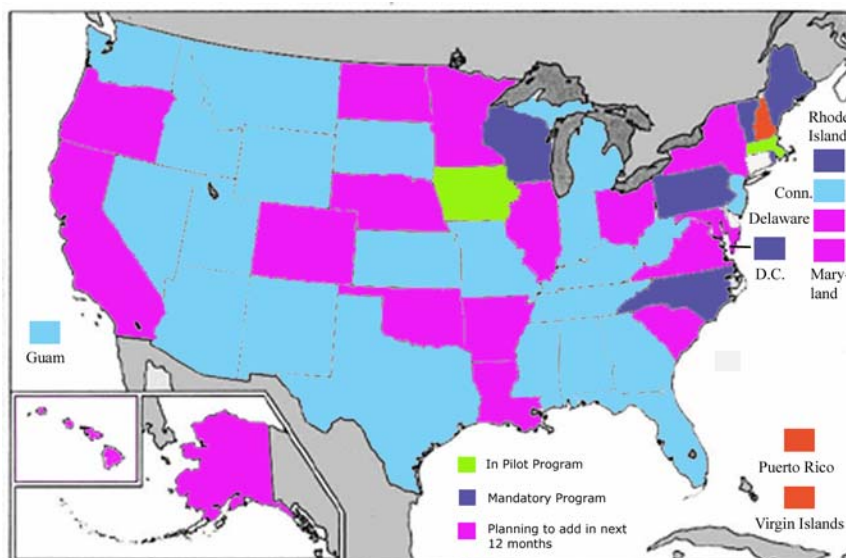 Rhode
Island
Conn.
Delaware
D.C.
Mary-
land
Guam
In Pilot Program
Mandatory Program
Planning to add in next
12 months
Puerto Rico
Virgin Islands